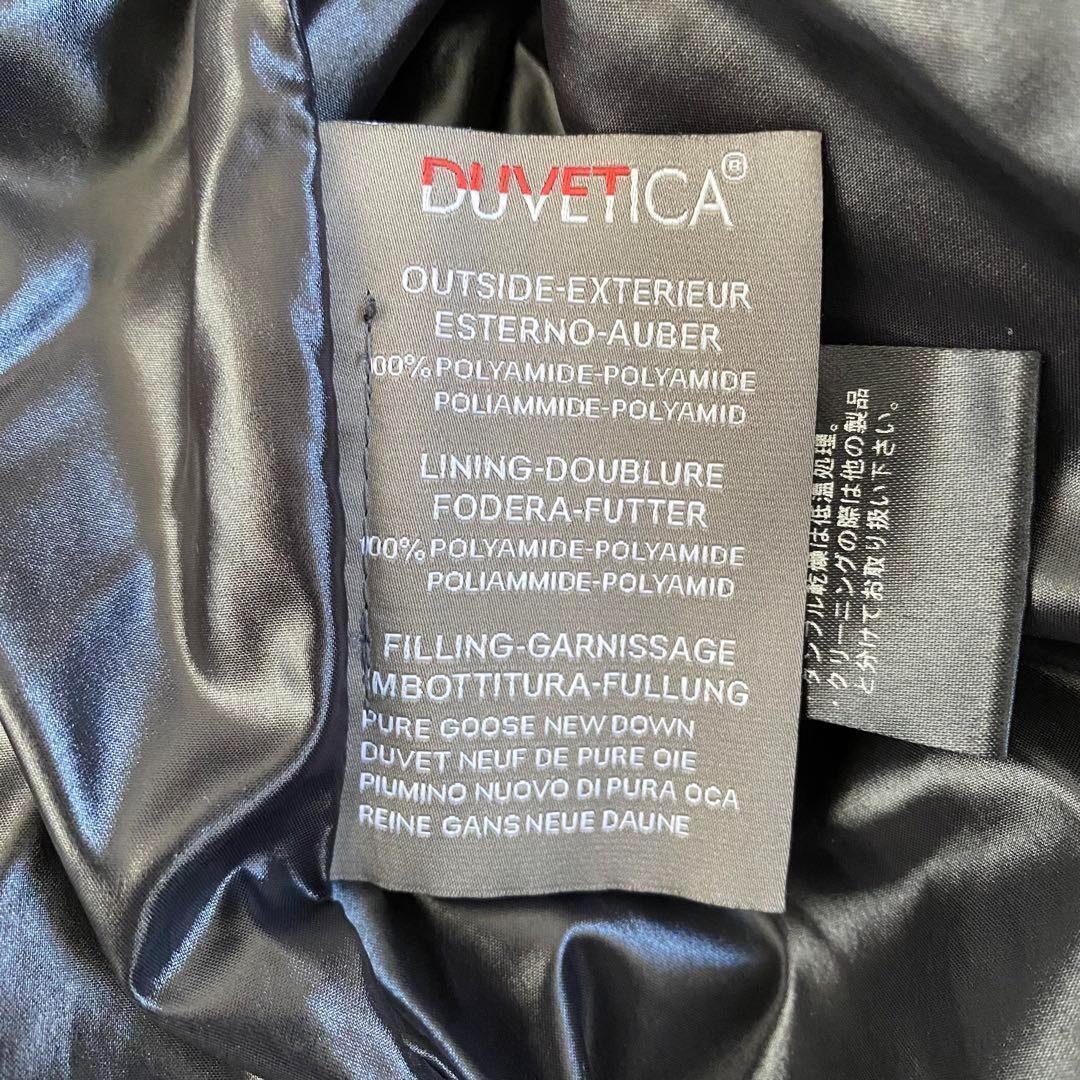 DUVETICA®
OUTSIDE-EXTERIEUR
ESTERNO-AUBER
100% POLYAMIDE-POLYAMIDE
POLIAMMIDE-POLYAMID
LINING-DOUBLURE
FODERA-FUTTER
100% POLYAMIDE-POLYAMIDE
POLIAMMIDE-POLYAMID
FILLING-GARNISSAGE
IMBOTTITURA-FULLUNG
PURE GOOSE NEW DOWN
DUVET NEUF DE PURE OIE
PIUMINO NUOVO DI PURA OCA
REINE GANS NEUE DAUNE
タンブル乾燥は低温処理。
・クリーニングの際は他の製品
と分けてお取り扱い下さい。